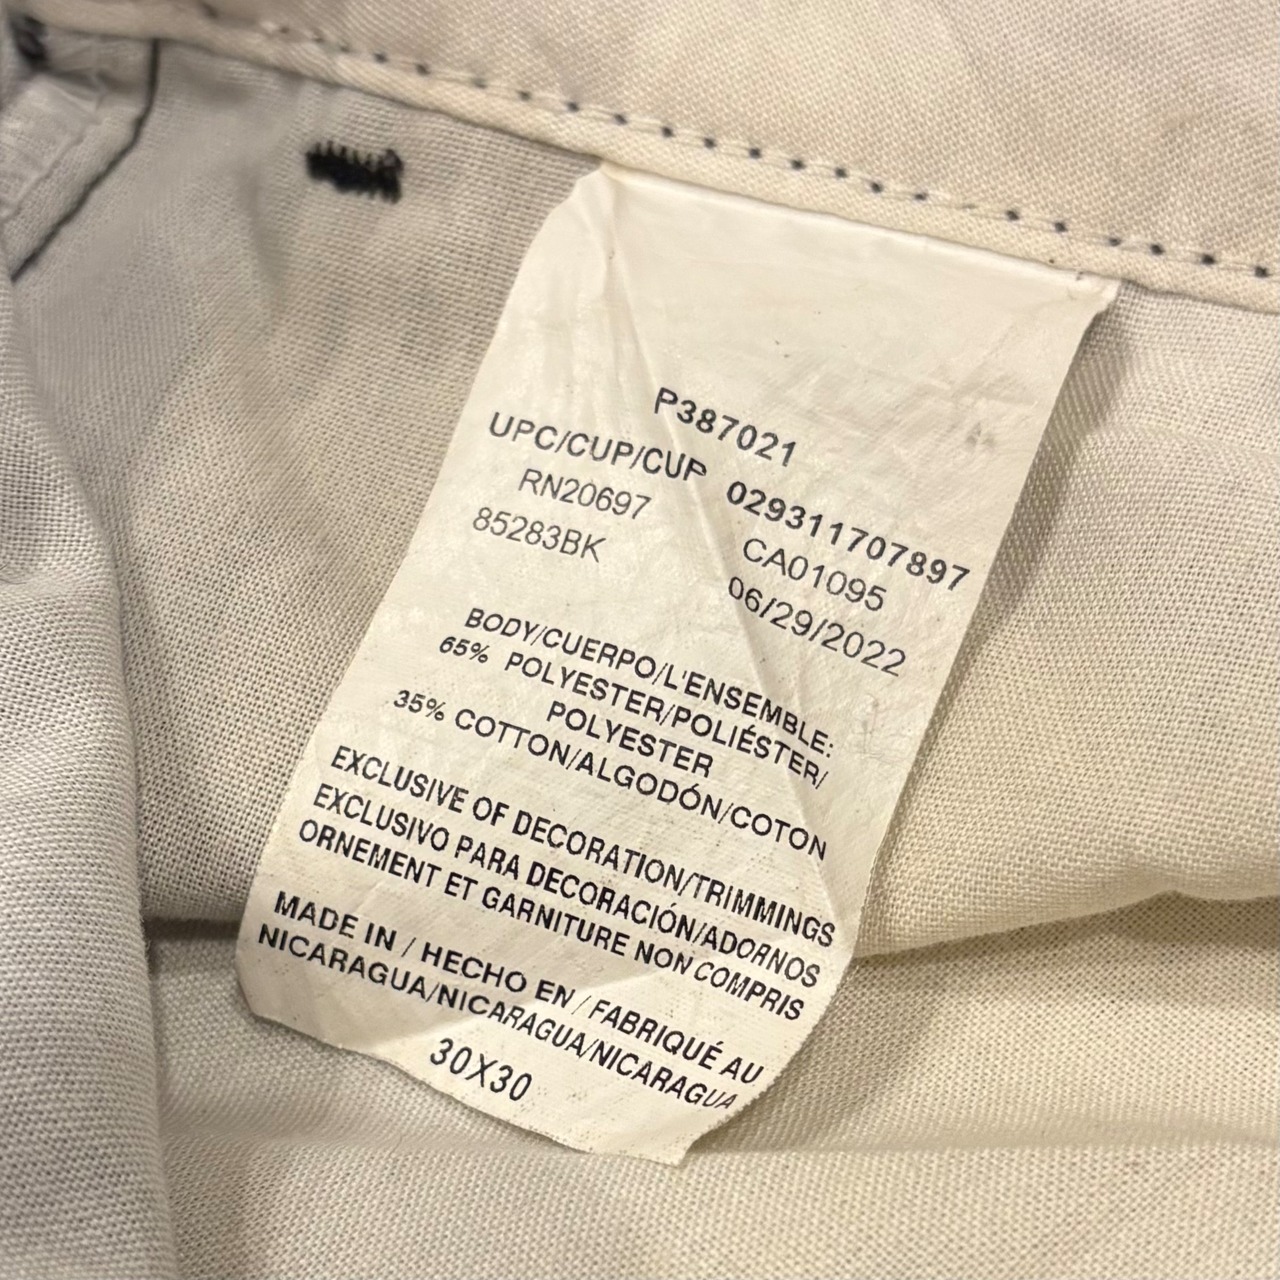 P387021
UPC/CUP/CUP 029311707897
RN20697 CA01095
85283BK 06/29/2022
BODY/CUERPO/L'ENSEMBLE:
65% POLYESTER/POLIÉSTER/
POLYESTER
35% COTTON/ALGODÓN/COTON
EXCLUSIVE OF DECORATION/TRIMMINGS
EXCLUSIVO PARA DECORACIÓN/ADORNOS
ORNEMENT ET GARNITURE NON COMPRIS
MADE IN / HECHO EN / FABRIQUÉ AU
NICARAGUA/NICARAGUA/NICARAGUA
30X30